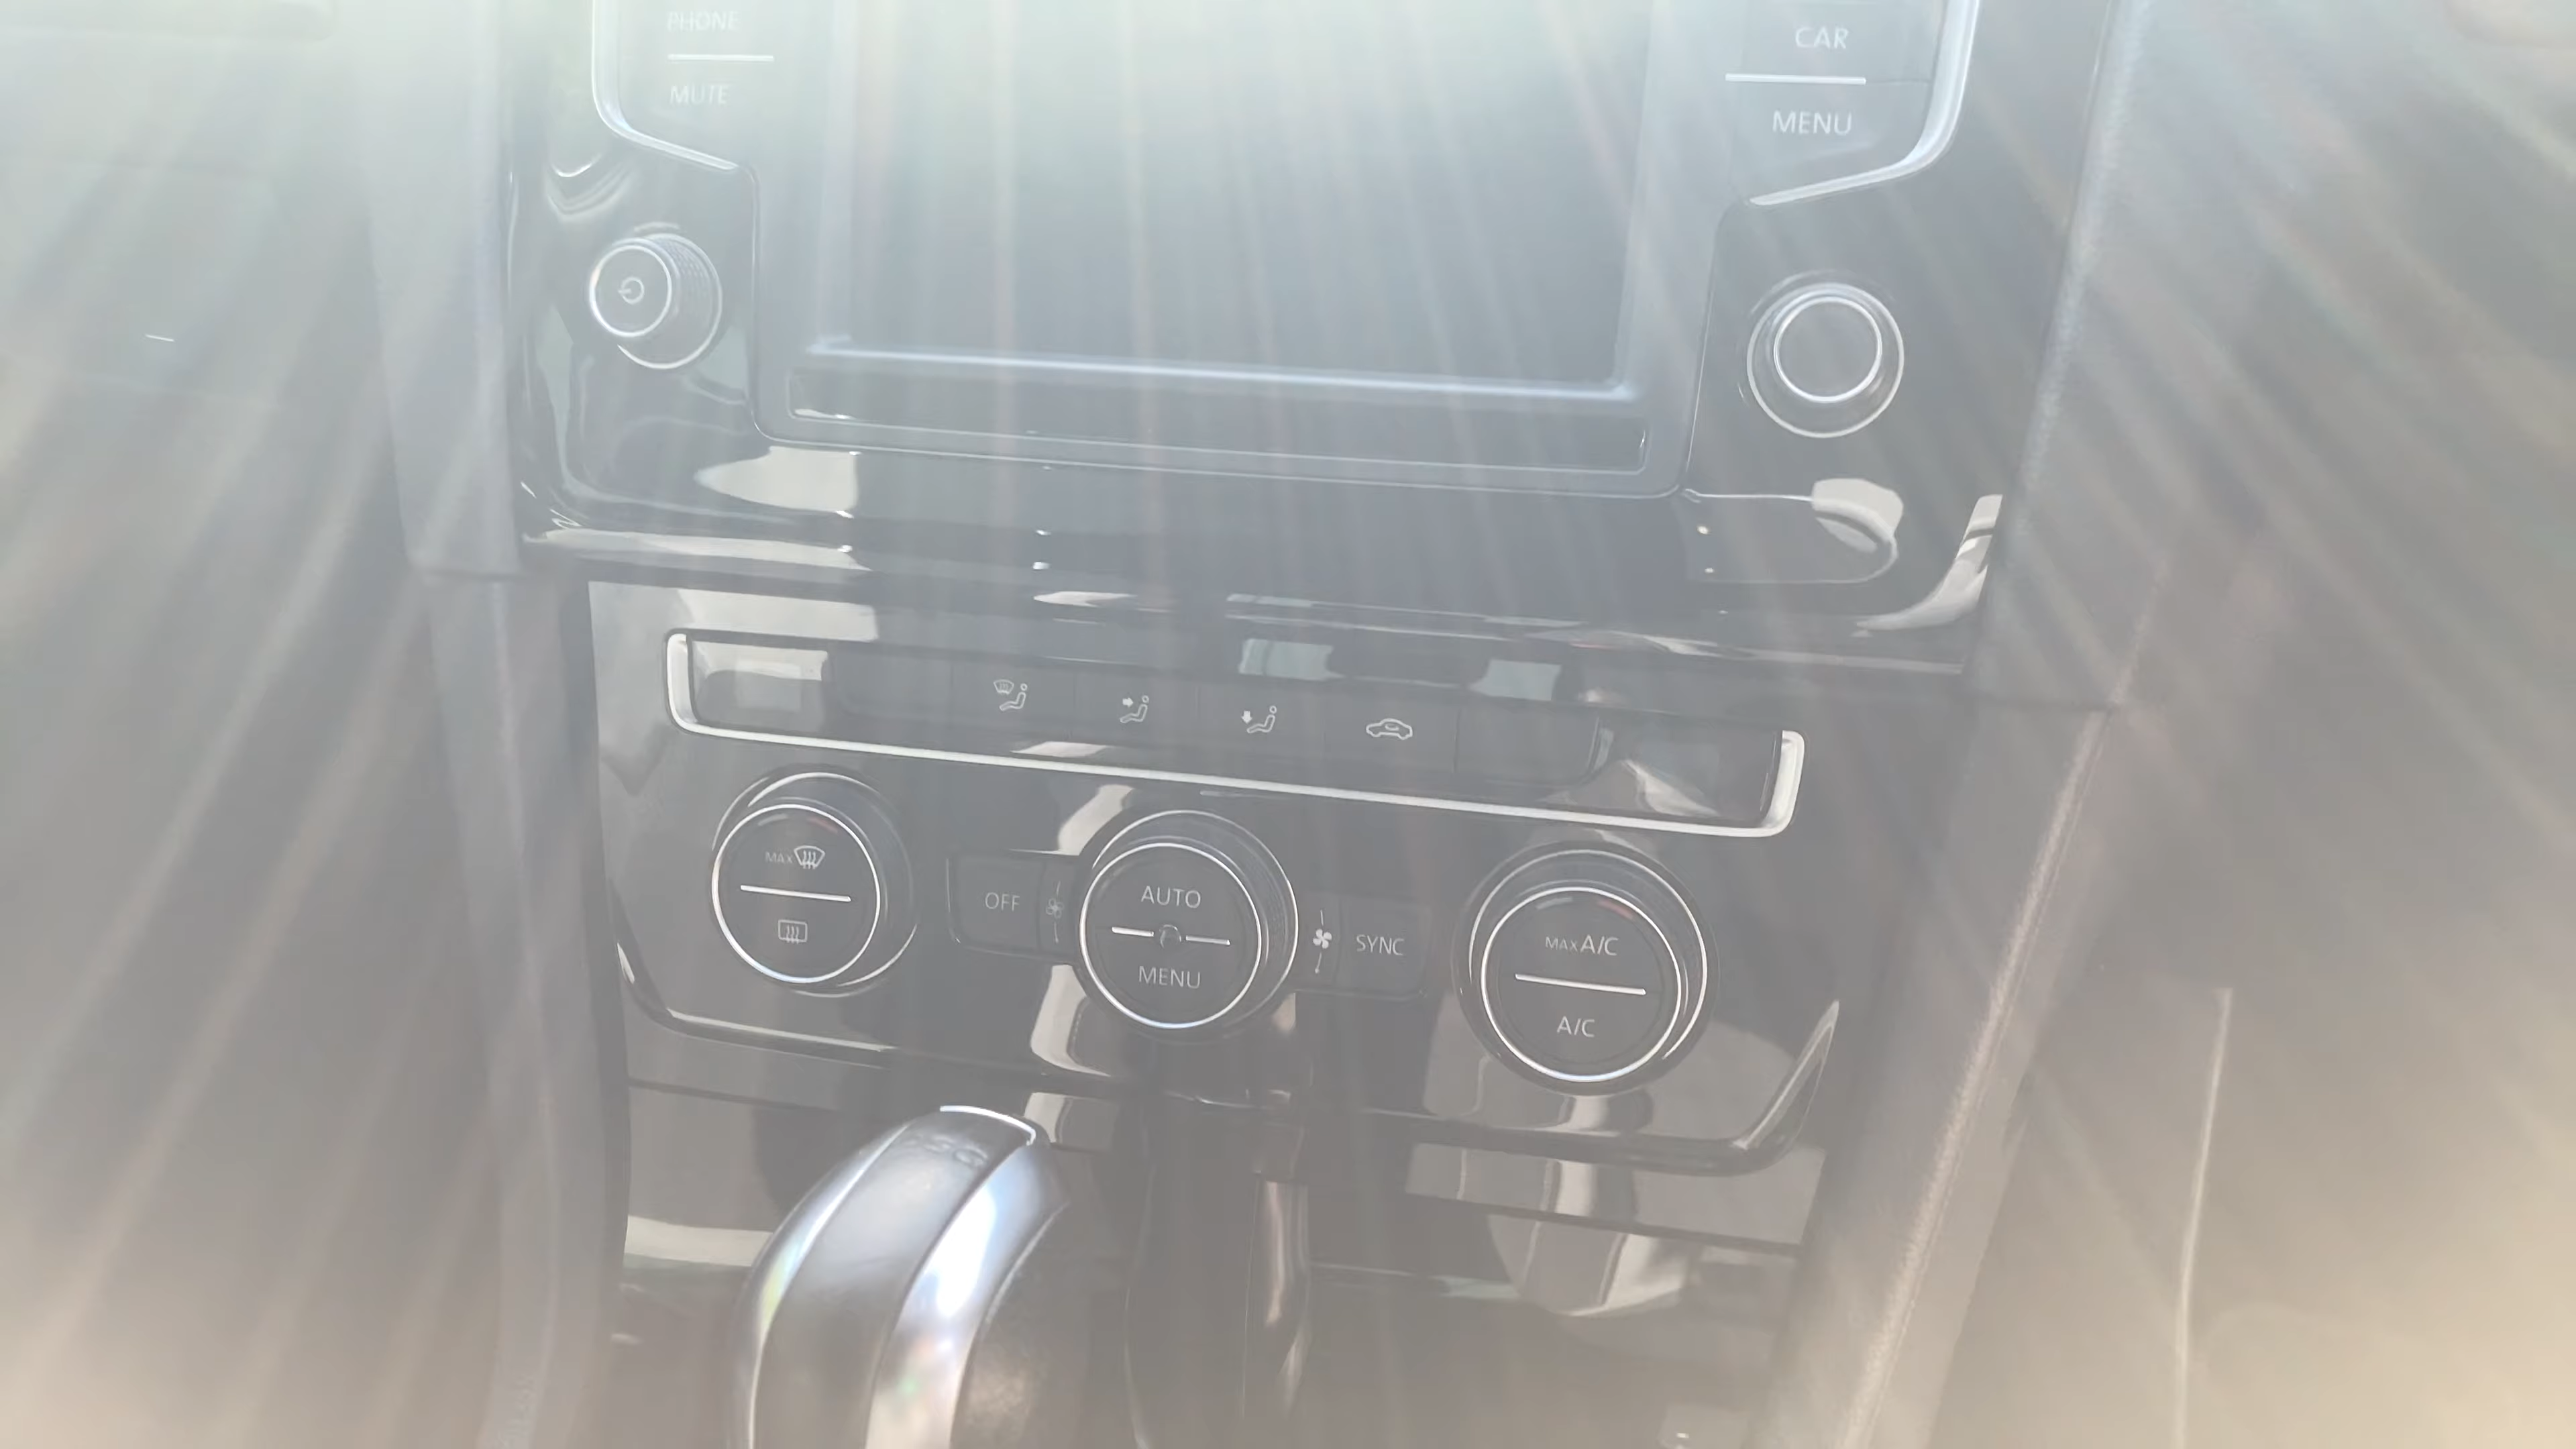 PHONE
MUTE
CAR
MENU
MAX
OFF
AUTO
MENU
SYNC
MAX A/C
A/C